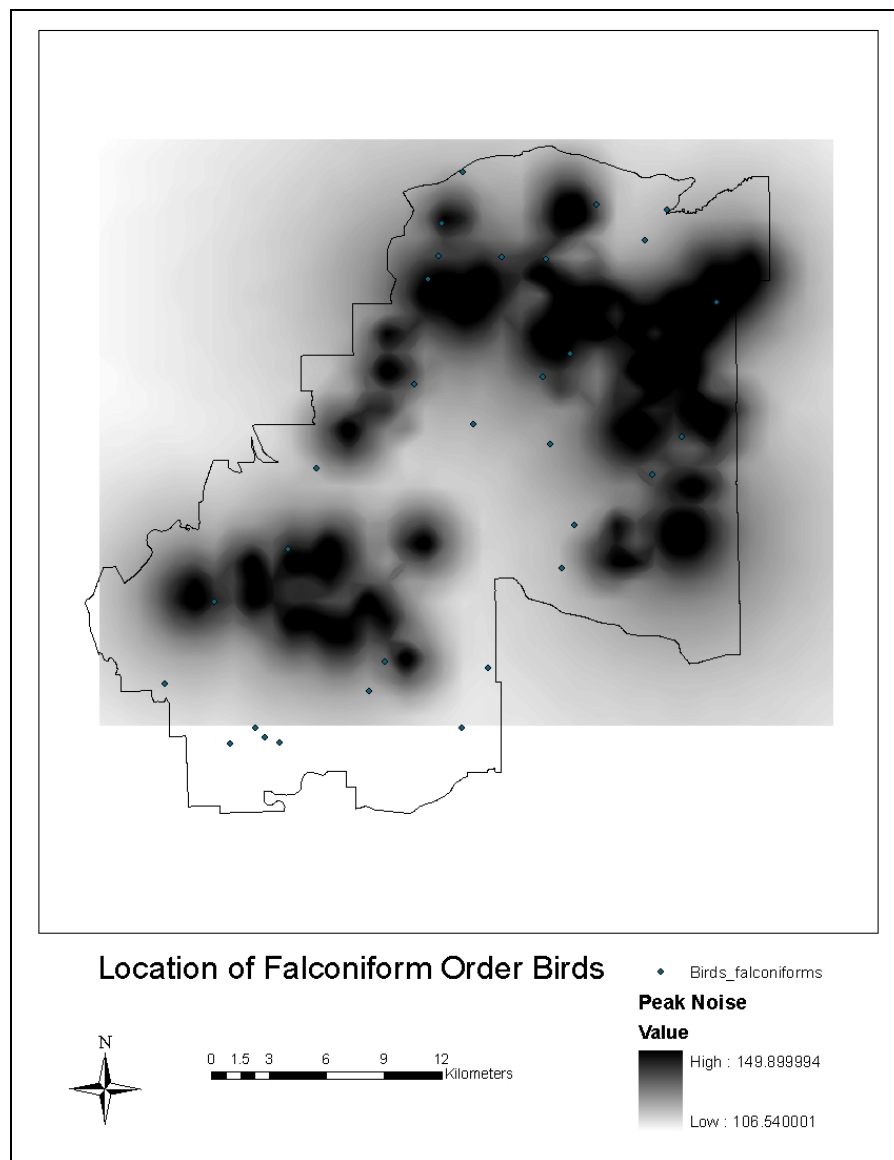 Location of Falconiform Order Birds
Birds_falconiforms
Peak Noise
Value
High : 149.899994
Low : 106.540001
N
0 1.5 3 6 9 12
Kilometers